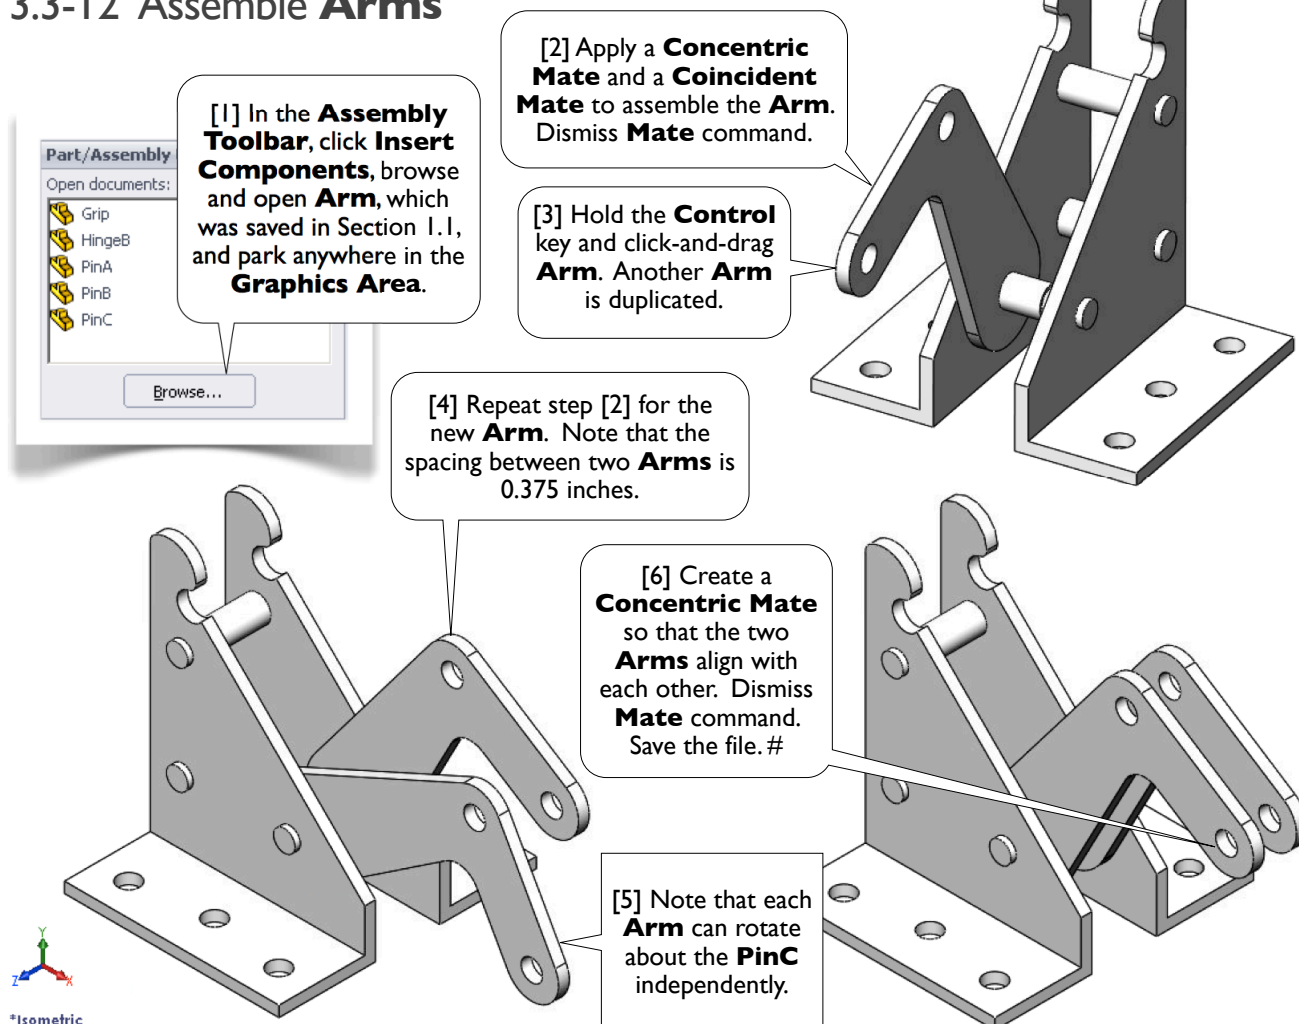 3.3-12 Assemble Arms
[1] In the Assembly
Toolbar, click Insert
Components, browse
and open Arm, which
was saved in Section 1.1,
and park anywhere in the
Graphics Area.
Part/Assembly
Open documents:
Grip
HingeB
PinA
PinB
PinC
Browse...
[2] Apply a Concentric
Mate and a Coincident
Mate to assemble the Arm.
Dismiss Mate command.
[3] Hold the Control
key and click-and-drag
Arm. Another Arm
is duplicated.
[4] Repeat step [2] for the
new Arm. Note that the
spacing between two Arms is
0.375 inches.
[5] Note that each
Arm can rotate
about the PinC
independently.
[6] Create a
Concentric Mate
so that the two
Arms align with
each other. Dismiss
Mate command.
Save the file. #
Y
Z
X
*Isometric